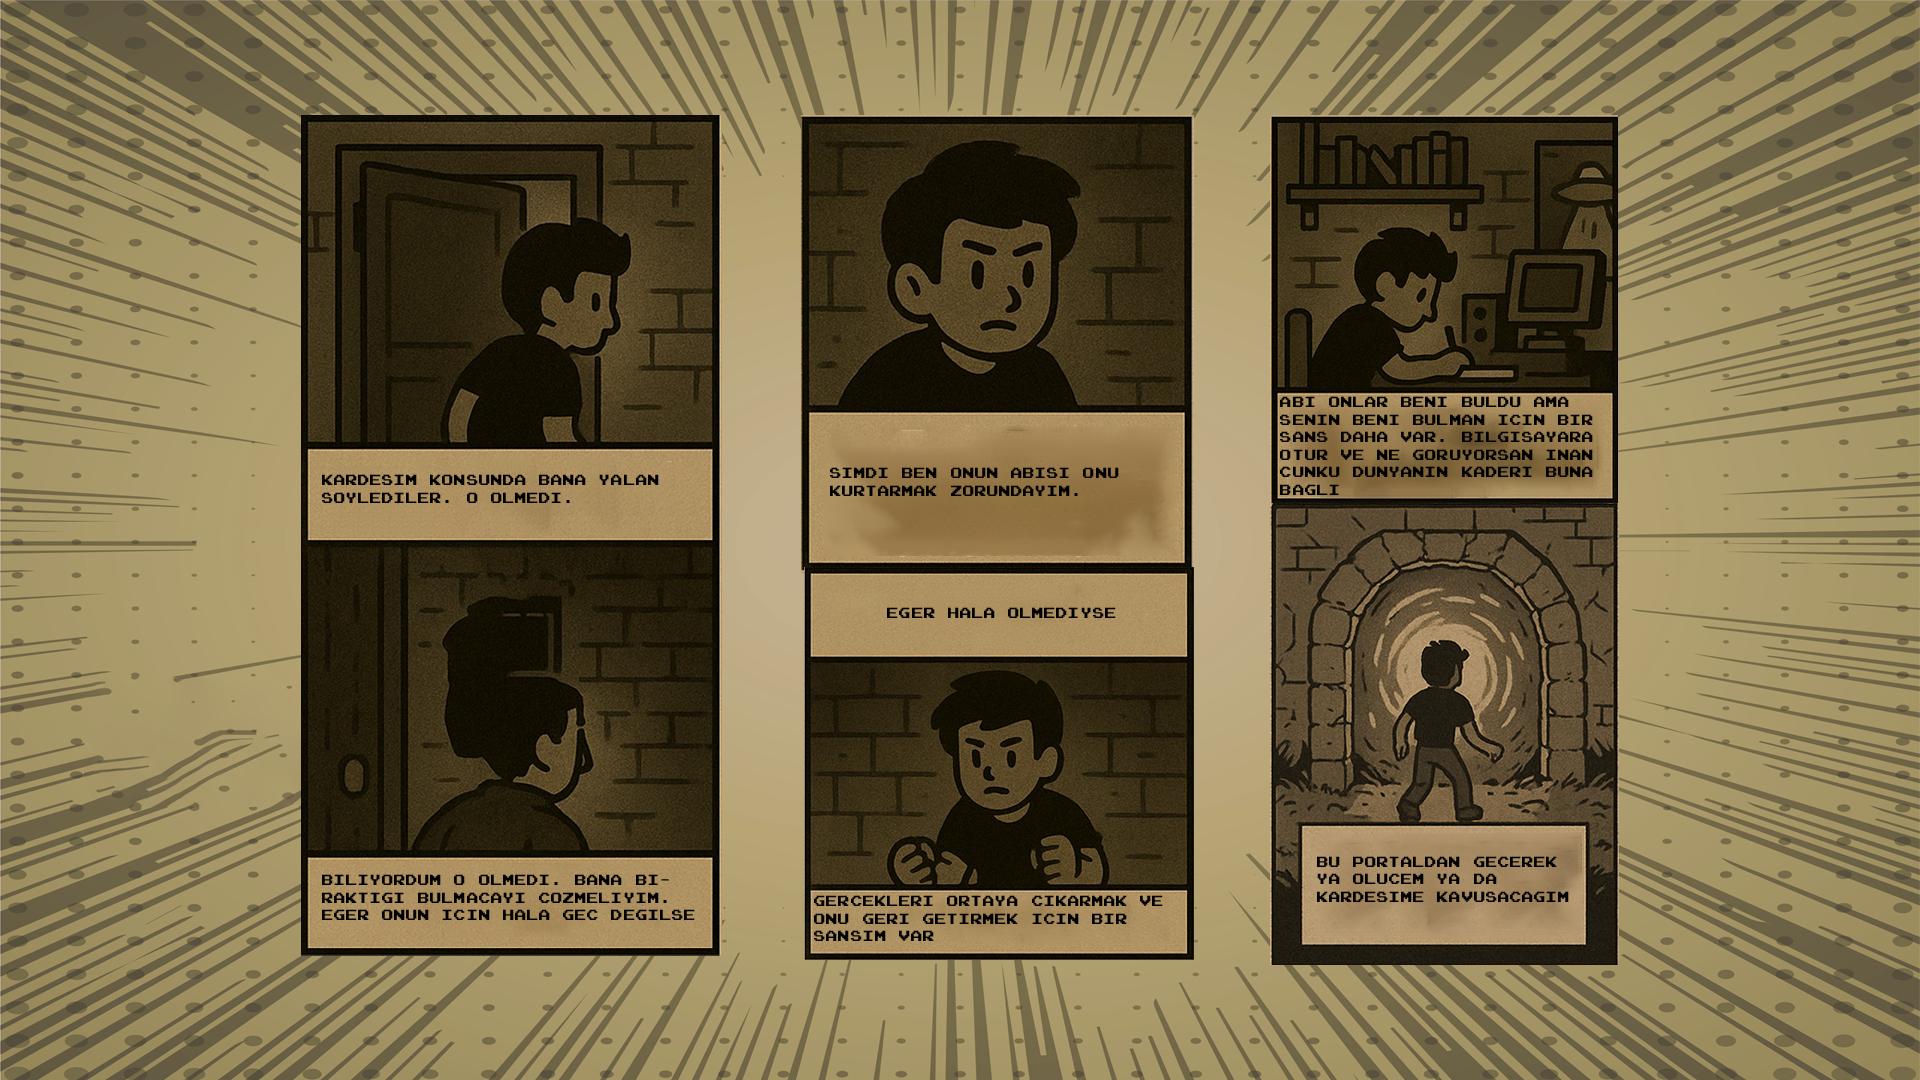 KARDESIM KONSUNDA BANA YALAN
SOYLEDILER. O OLMEDI.
BILIYORDUM O OLMEDI. BANA BI-
RAKTIGI BULMACAYI COZMELIYIM.
EGER ONUN ICIN HALA GEC DEGILSE
SIMDI BEN ONUN ABISI ONU
KURTARMAK ZORUNDAYIM.
EGER HALA OLMEDIYSE
GERCEKLERI ORTAYA CIKARMAK VE
ONU GERI GETIRMEK ICIN BIR
SANSIM VAR
ABI ONLAR BENI BULDU AMA
SENIN BENI BULMAN ICIN BIR
SANS DAHA VAR. BILGISAYARA
OTUR VE NE GORUYORSAN INAN
CUNKU DUNYANIN KADERI BUNA
BAGLI
BU PORTALDAN GECEREK
YA OLUCEM YA DA
KARDESIME KAVUSACAGIM